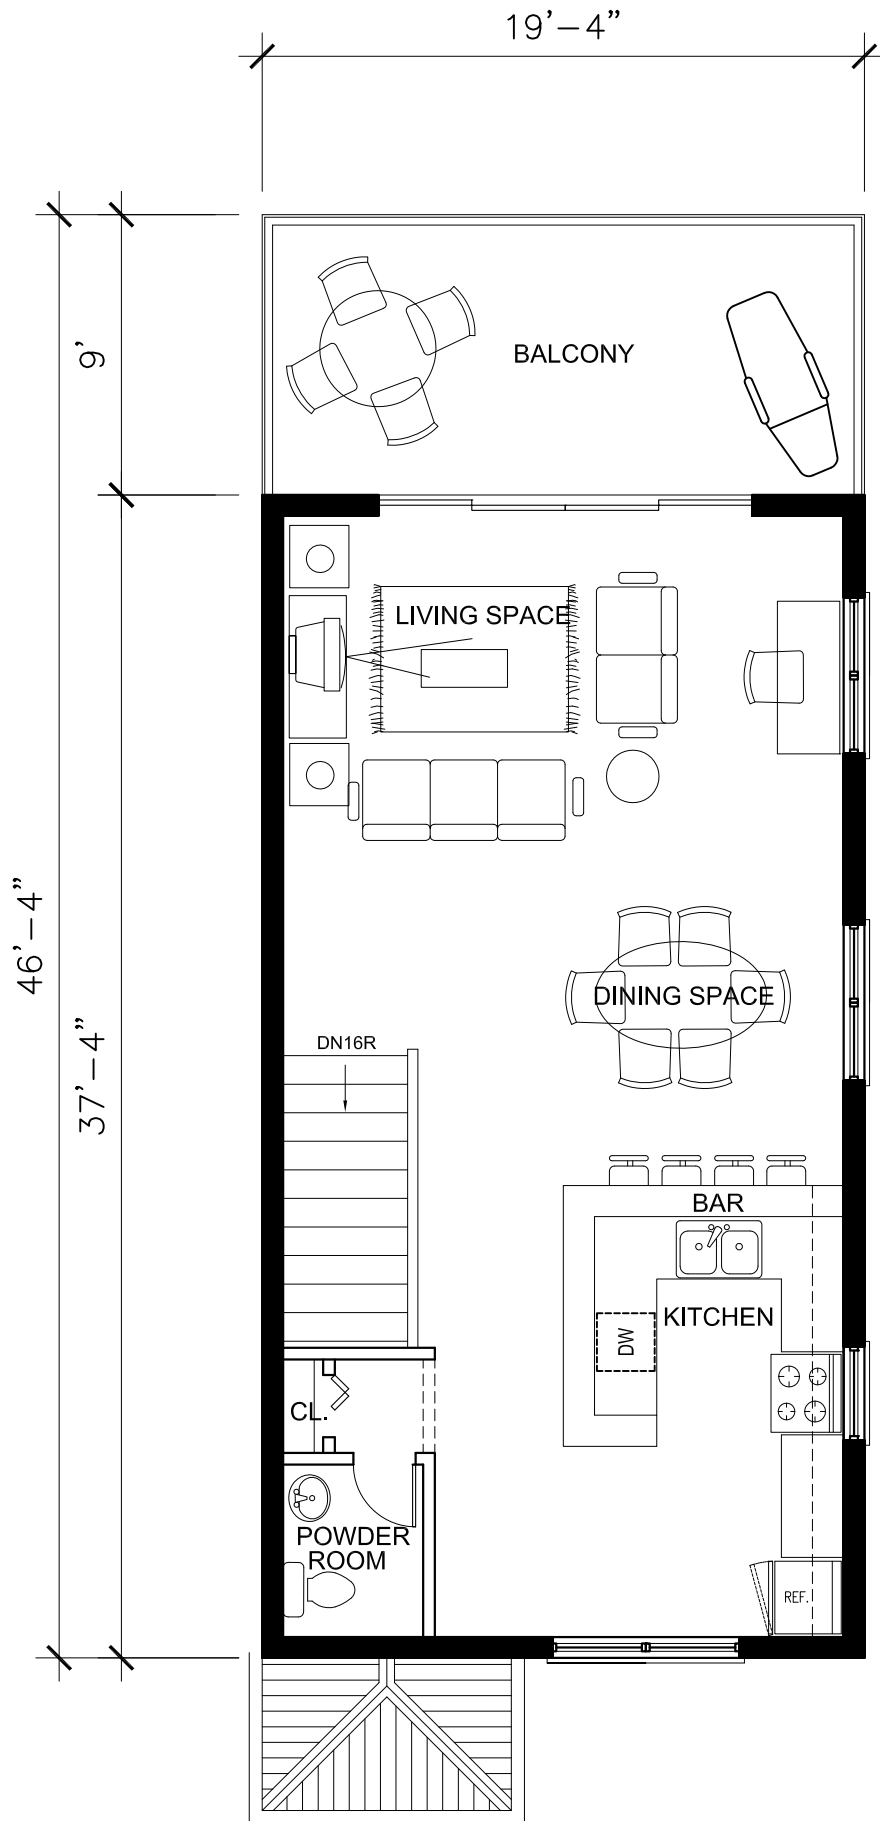 19’–4”
9’
BALCONY
LIVING SPACE
46’–4”
37’–4”
DINING SPACE
DN16R
BAR
KITCHEN
DW
CL.
POWDER
ROOM
REF.